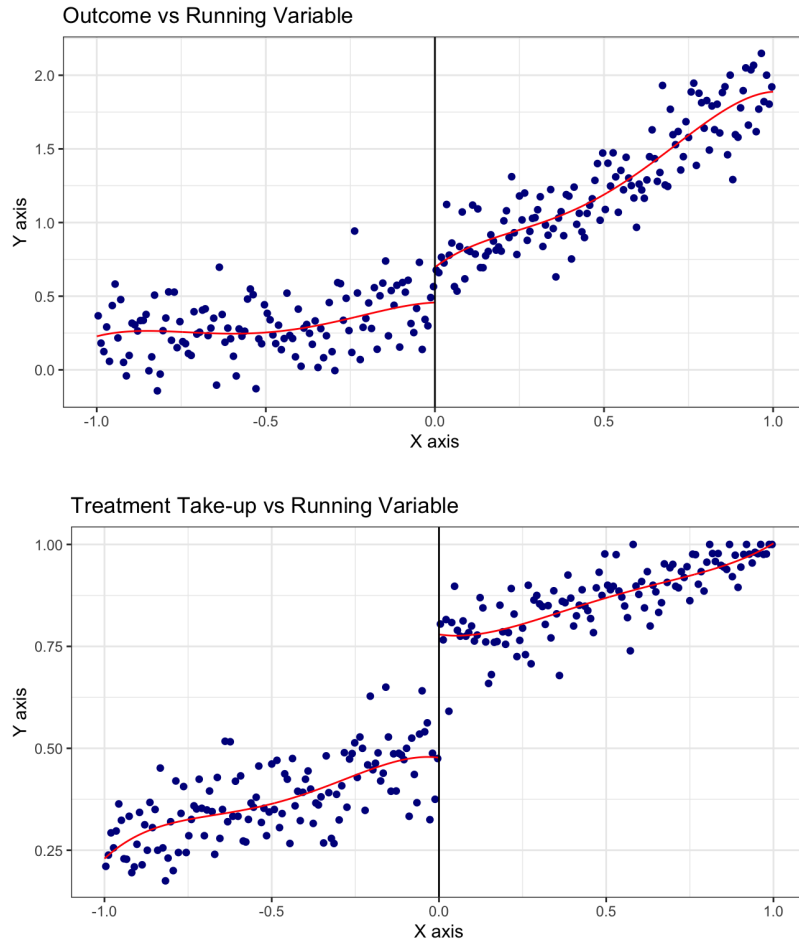 Outcome vs Running Variable
Y axis
2.0
1.5
1.0
0.5
0.0
-1.0 -0.5 0.0 0.5 1.0
X axis
Treatment Take-up vs Running Variable
Y axis
1.00
0.75
0.50
0.25
-1.0 -0.5 0.0 0.5 1.0
X axis